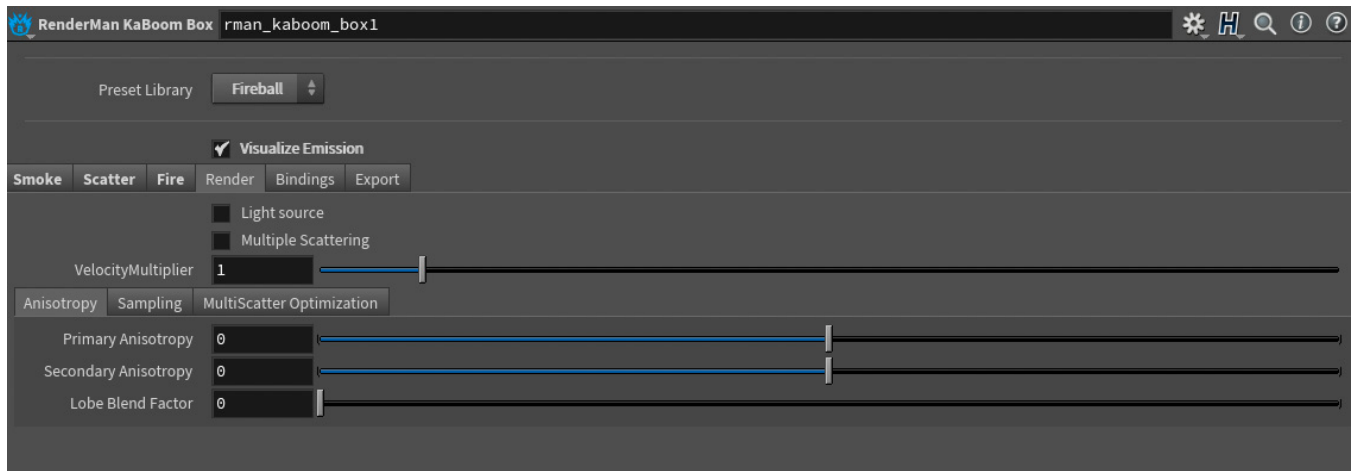 RenderMan KaBoom Box rman_kaboom_box1
Preset Library Fireball
Visualize Emission
Smoke Scatter Fire Render Bindings Export
Light source
Multiple Scattering
VelocityMultiplier 1
Anisotropy Sampling MultiScatter Optimization
Primary Anisotropy 0
Secondary Anisotropy 0
Lobe Blend Factor 0